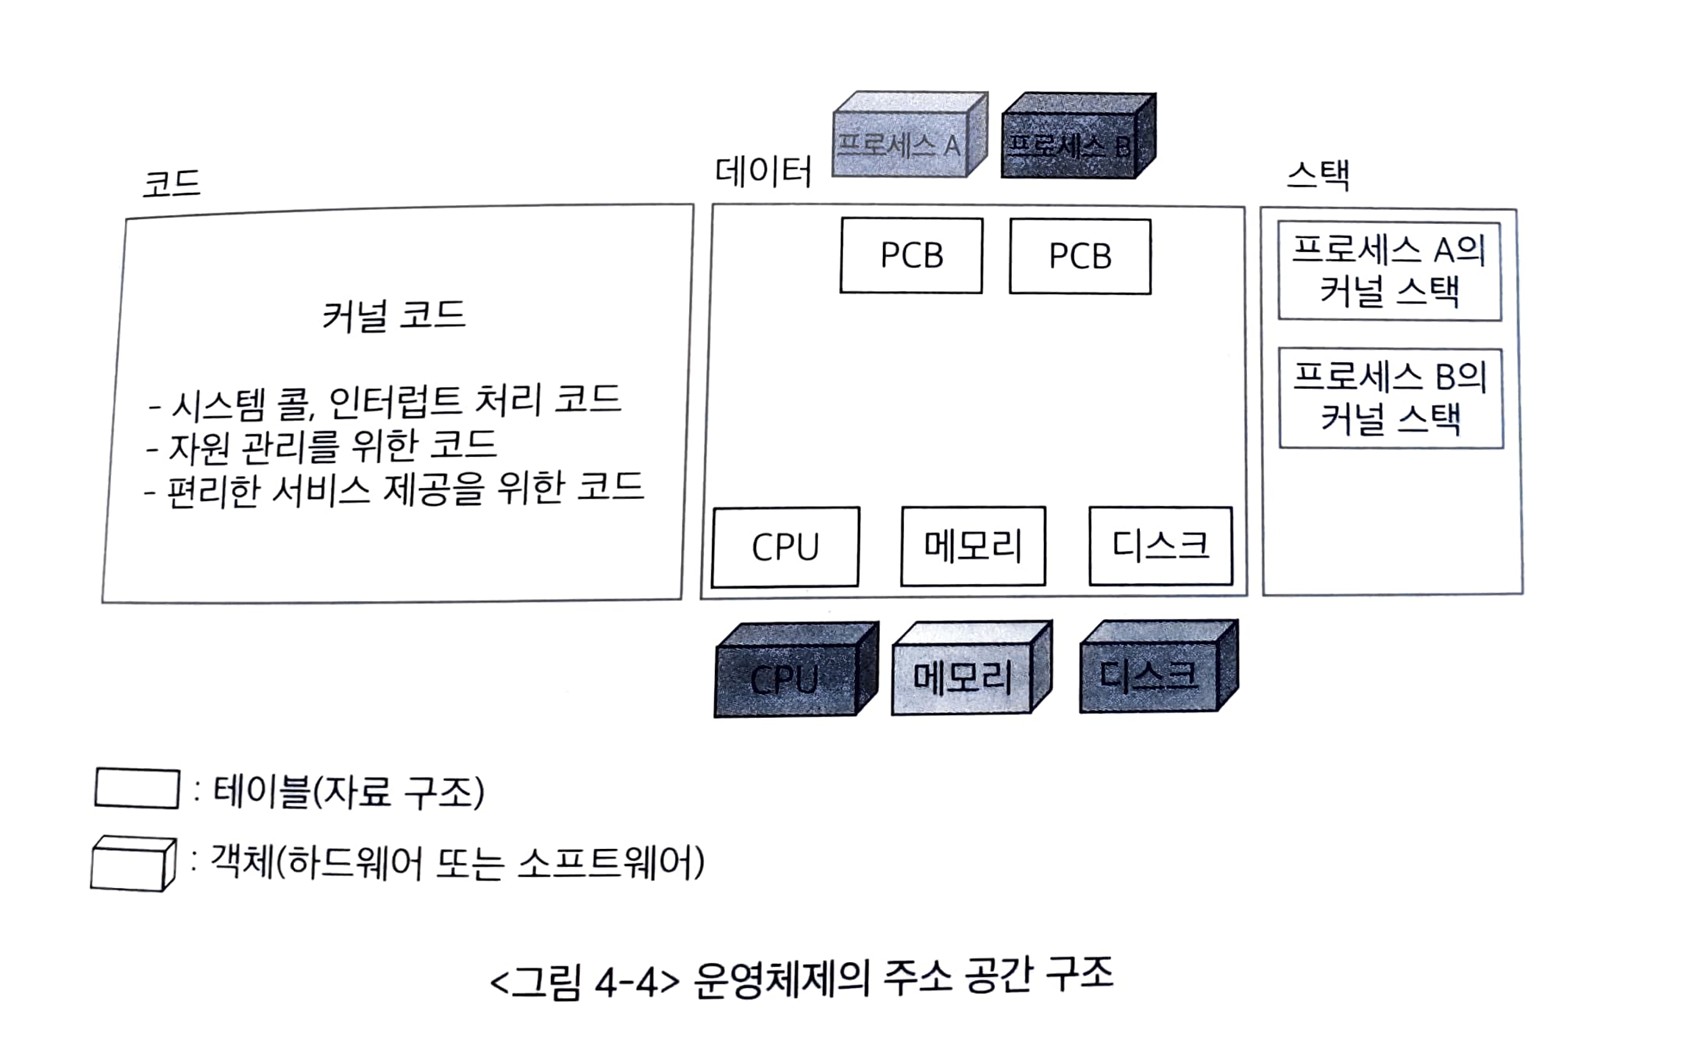 코드
커널 코드
- 시스템 콜, 인터럽트 처리 코드
- 자원 관리를 위한 코드
- 편리한 서비스 제공을 위한 코드
데이터
프로세스 A
프로세스 B
PCB
PCB
CPU
메모리
디스크
CPU
메모리
디스크
스택
프로세스 A의
커널 스택
프로세스 B의
커널 스택
: 테이블(자료 구조)
: 객체(하드웨어 또는 소프트웨어)
<그림 4-4> 운영체제의 주소 공간 구조